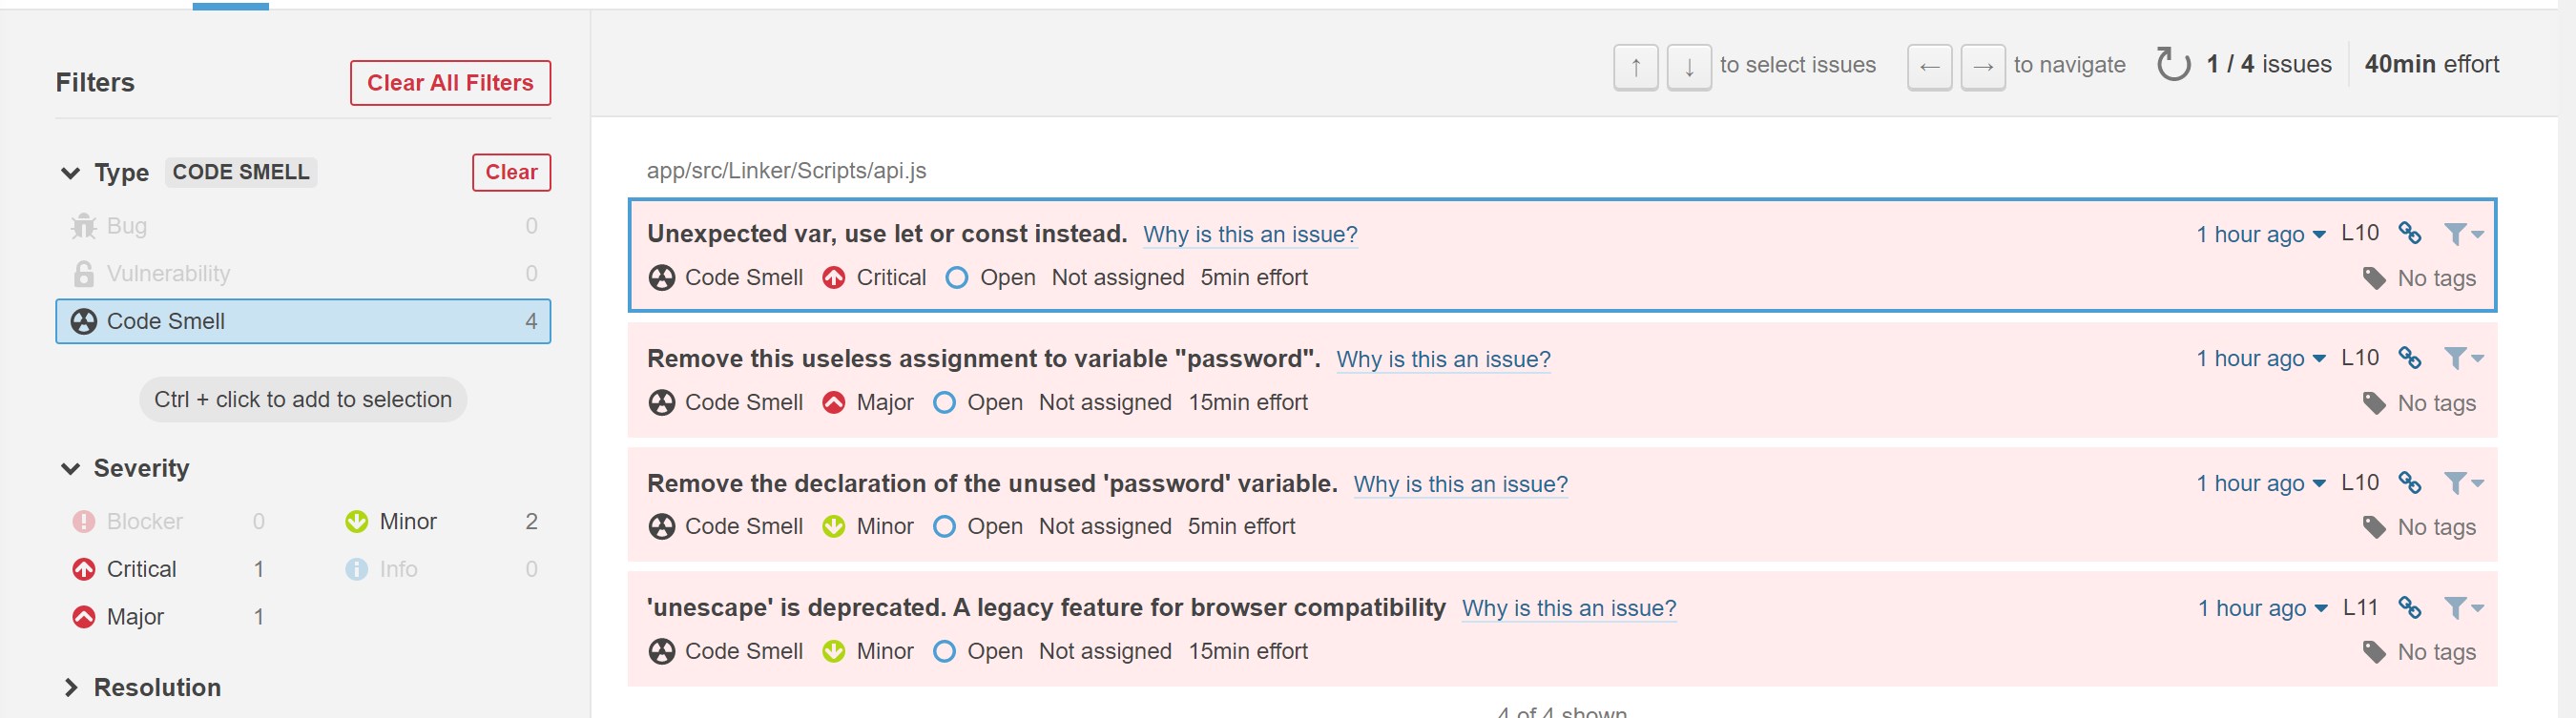 Filters
Clear All Filters
↑ ↓ to select issues ← → to navigate 1 / 4 issues 40min effort
Type CODE SMELL Clear
Bug 0
Vulnerability 0
Code Smell 4
Ctrl + click to add to selection
Severity
Blocker 0 Minor 2
Critical 1 Info 0
Major 1
Resolution
app/src/Linker/Scripts/api.js
Unexpected var, use let or const instead. Why is this an issue? 1 hour ago L10
Code Smell Critical Open Not assigned 5min effort No tags
Remove this useless assignment to variable "password". Why is this an issue? 1 hour ago L10
Code Smell Major Open Not assigned 15min effort No tags
Remove the declaration of the unused 'password' variable. Why is this an issue? 1 hour ago L10
Code Smell Minor Open Not assigned 5min effort No tags
'unescape' is deprecated. A legacy feature for browser compatibility Why is this an issue? 1 hour ago L11
Code Smell Minor Open Not assigned 15min effort No tags
4 of 4 shown